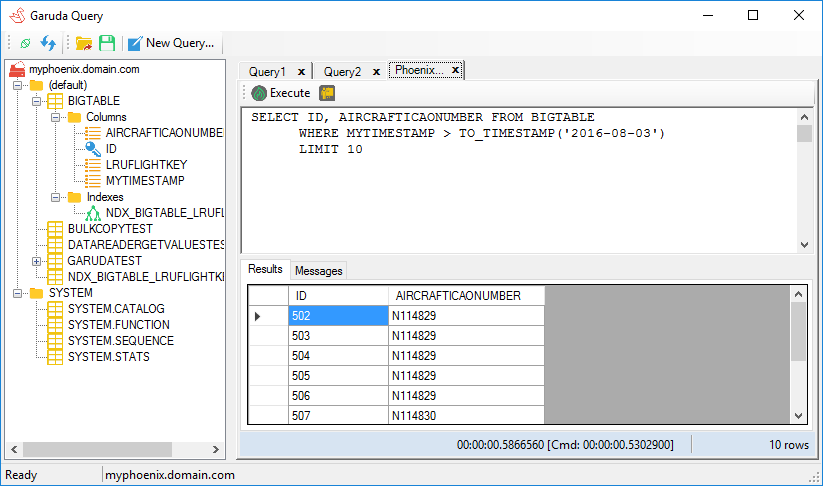 Garuda Query
New Query...
myphoenix.domain.com
(default)
BIGTABLE
Columns
AIRCRAFTICAONUMBE
ID
LRUFLIGHTKEY
MYTIMESTAMP
Indexes
NDX_BIGTABLE_LRUFL
BULKCOPYTEST
DATAREADERGETVALUESTES
GARUDATEST
NDX_BIGTABLE_LRUFLIGHTK
SYSTEM
SYSTEM.CATALOG
SYSTEM.FUNCTION
SYSTEM.SEQUENCE
SYSTEM.STATS
Query1 x Query2 x Phoenix... x
Execute
SELECT ID, AIRCRAFTICAONUMBER FROM BIGTABLE
WHERE MYTIMESTAMP > TO_TIMESTAMP('2016-08-03')
LIMIT 10
Results Messages
ID AIRCRAFTICAONUMBER
502 N114829
503 N114829
504 N114829
505 N114829
506 N114829
507 N114830
00:00:00.5866560 [Cmd: 00:00:00.5302900] 10 rows
Ready myphoenix.domain.com